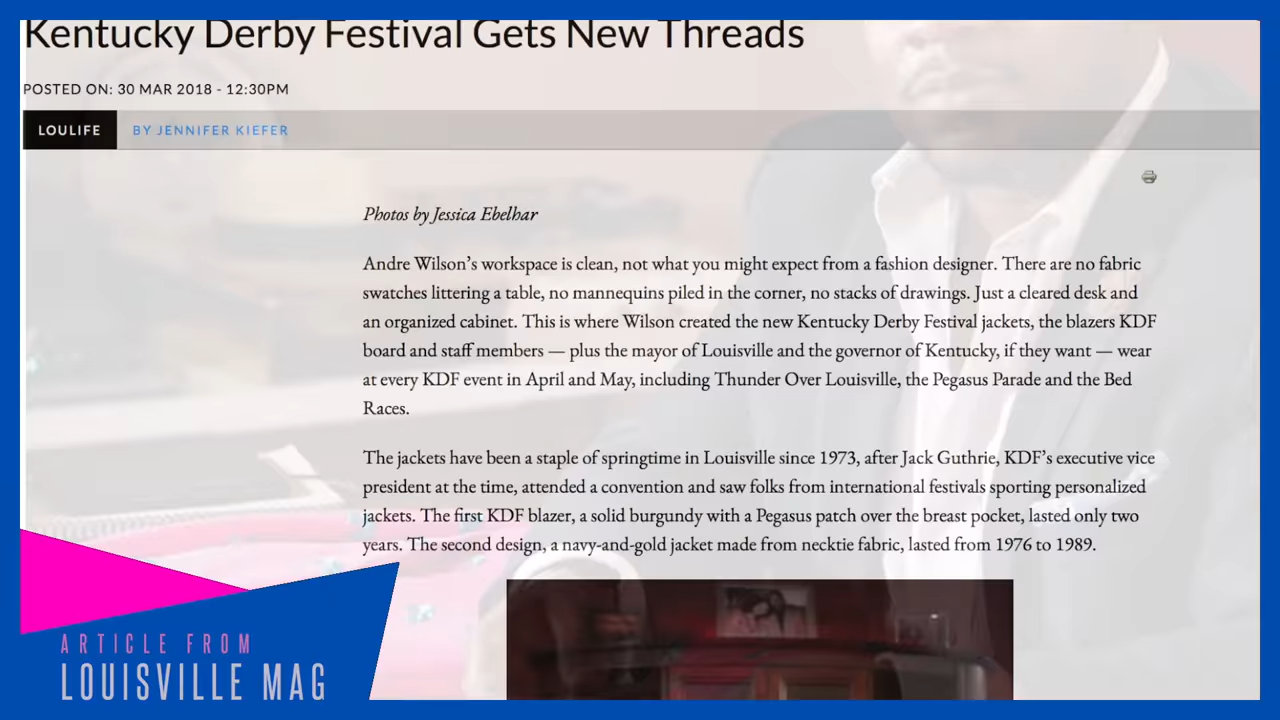 Kentucky Derby Festival Gets New Threads
POSTED ON: 30 MAR 2018 - 12:30PM
LOULIFE BY JENNIFER KIEFER
Photos by Jessica Ebelhar
Andre Wilson’s workspace is clean, not what you might expect from a fashion designer. There are no fabric
swatches littering a table, no mannequins piled in the corner, no stacks of drawings. Just a cleared desk and
an organized cabinet. This is where Wilson created the new Kentucky Derby Festival jackets, the blazers KDF
board and staff members — plus the mayor of Louisville and the governor of Kentucky, if they want — wear
at every KDF event in April and May, including Thunder Over Louisville, the Pegasus Parade and the Bed
Races.
The jackets have been a staple of springtime in Louisville since 1973, after Jack Guthrie, KDF’s executive vice
president at the time, attended a convention and saw folks from international festivals sporting personalized
jackets. The first KDF blazer, a solid burgundy with a Pegasus patch over the breast pocket, lasted only two
years. The second design, a navy-and-gold jacket made from necktie fabric, lasted from 1976 to 1989.
ARTICLE FROM
LOUISVILLE MAG